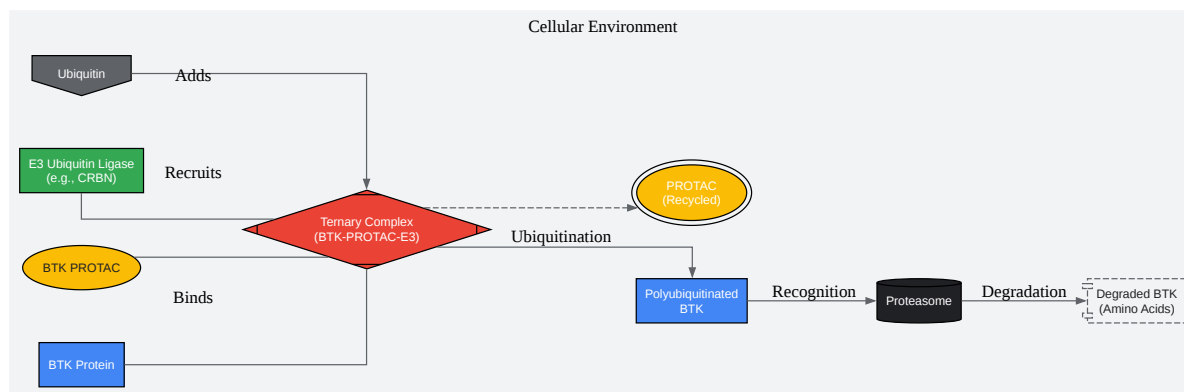 Cellular Environment
Ubiquitin
Adds
E3 Ubiquitin Ligase
(e.g., CRBN)
Recruits
PROTAC
(Recycled)
Ternary Complex
(BTK-PROTAC-E3)
Ubiquitination
BTK PROTAC
Binds
Polyubiquitinated
BTK
Recognition
Proteasome
Degradation
Degraded BTK
(Amino Acids)
BTK Protein